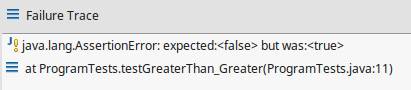 Failure Trace
java.lang.AssertionError: expected:<false> but was:<true>
at ProgramTests.testGreaterThan_Greater(ProgramTests.java:11)